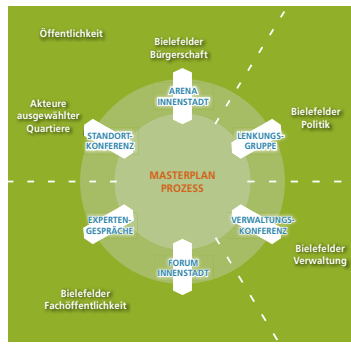 Öffentlichkeit
Bielefelder
Bürgerschaft
ARENA
INNENSTADT
Akteure
ausgewählter
Quartiere
Bielefelder
Politik
STANDORT-
KONFERENZ
LENKUNGS-
GRUPPE
MASTERPLAN
PROZESS
EXPERTEN-
GESPRÄCHE
VERWALTUNGS-
KONFERENZ
FORUM
INNENSTADT
Bielefelder
Verwaltung
Bielefelder
Fachöffentlichkeit